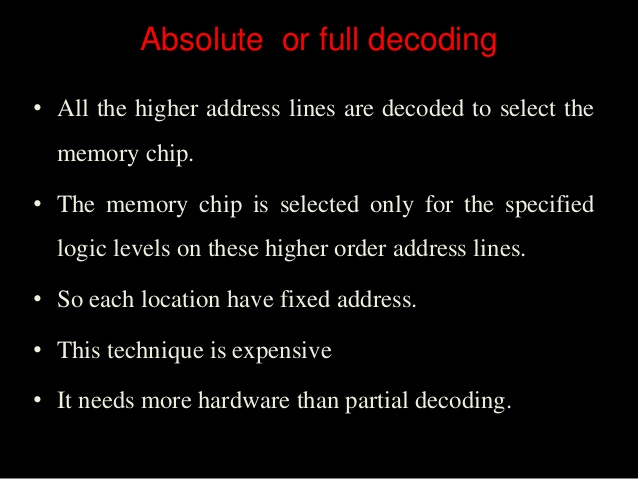 Absolute or full decoding
• All the higher address lines are decoded to select the
memory chip.
• The memory chip is selected only for the specified
logic levels on these higher order address lines.
• So each location have fixed address.
• This technique is expensive
• It needs more hardware than partial decoding.